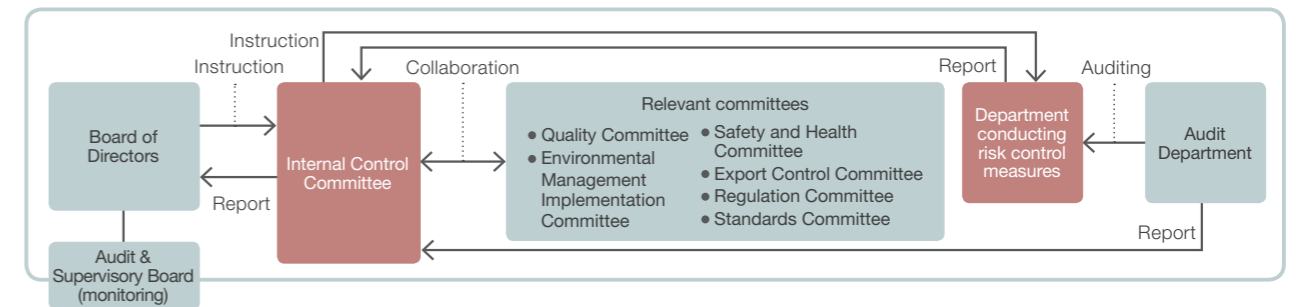 Instruction
Instruction
Collaboration
Report
Auditing
Board of
Directors
Report
Audit &
Supervisory Board
(monitoring)
Internal Control
Committee
Relevant committees
● Quality Committee
● Environmental
Management
Implementation
Committee
● Safety and Health
Committee
● Export Control Committee
● Regulation Committee
● Standards Committee
Department
conducting
risk control
measures
Audit
Department
Report